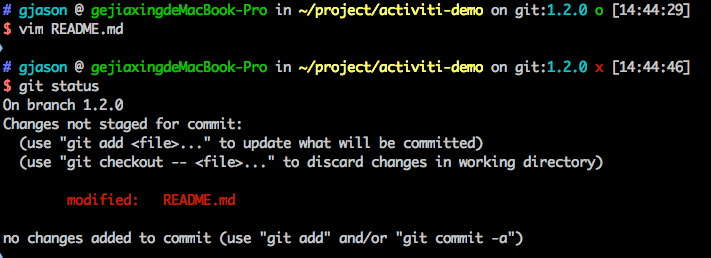 # gjason @ gejiaxingdeMacBook-Pro in ~/project/activiti-demo on git:1.2.0 o [14:44:29]
$ vim README.md
# gjason @ gejiaxingdeMacBook-Pro in ~/project/activiti-demo on git:1.2.0 x [14:44:46]
$ git status
On branch 1.2.0
Changes not staged for commit:
  (use "git add <file>..." to update what will be committed)
  (use "git checkout -- <file>..." to discard changes in working directory)
        modified:   README.md
no changes added to commit (use "git add" and/or "git commit -a")